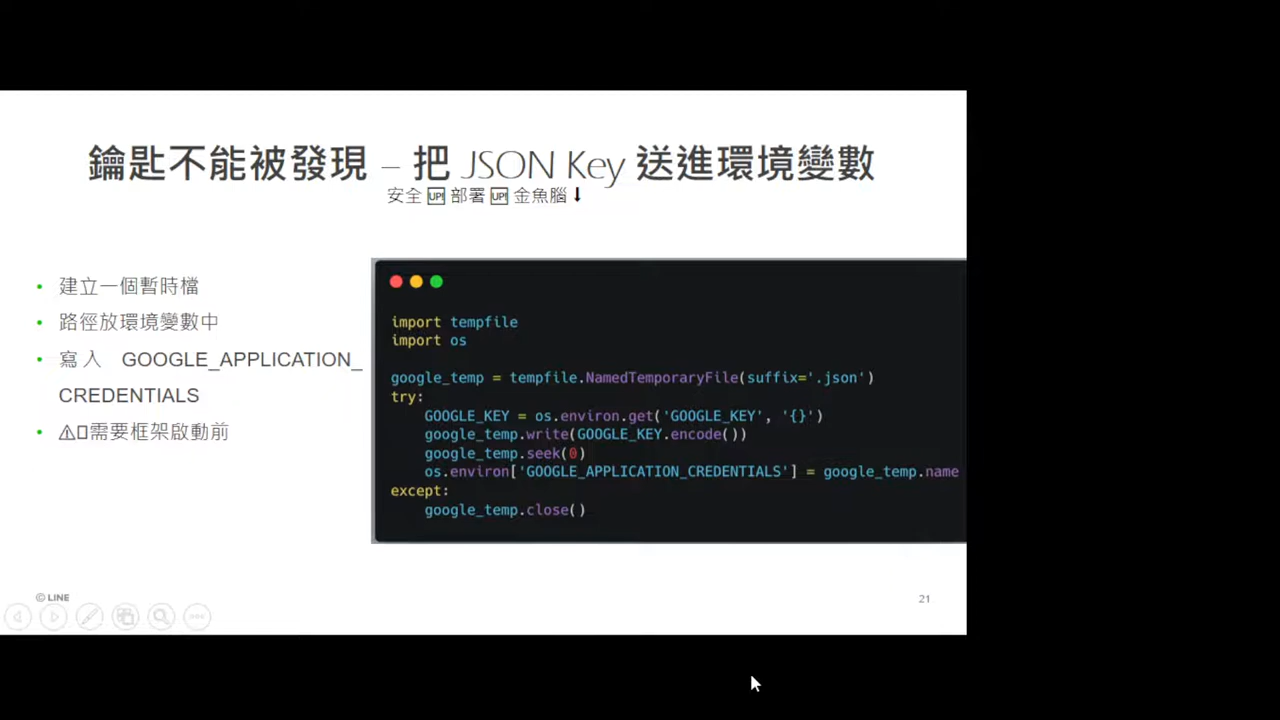 鑰匙不能被發現 – 把 JSON Key 送進環境變數
安全 UP! 部署 UP! 金魚腦 ⬇
• 建立一個暫時檔
• 路徑放環境變數中
• 寫入 GOOGLE_APPLICATION_
CREDENTIALS
• ⚠需要框架啟動前
import tempfile
import os
google_temp = tempfile.NamedTemporaryFile(suffix='.json')
try:
    GOOGLE_KEY = os.environ.get('GOOGLE_KEY', '{}')
    google_temp.write(GOOGLE_KEY.encode())
    google_temp.seek(0)
    os.environ['GOOGLE_APPLICATION_CREDENTIALS'] = google_temp.name
except:
    google_temp.close()
© LINE
21